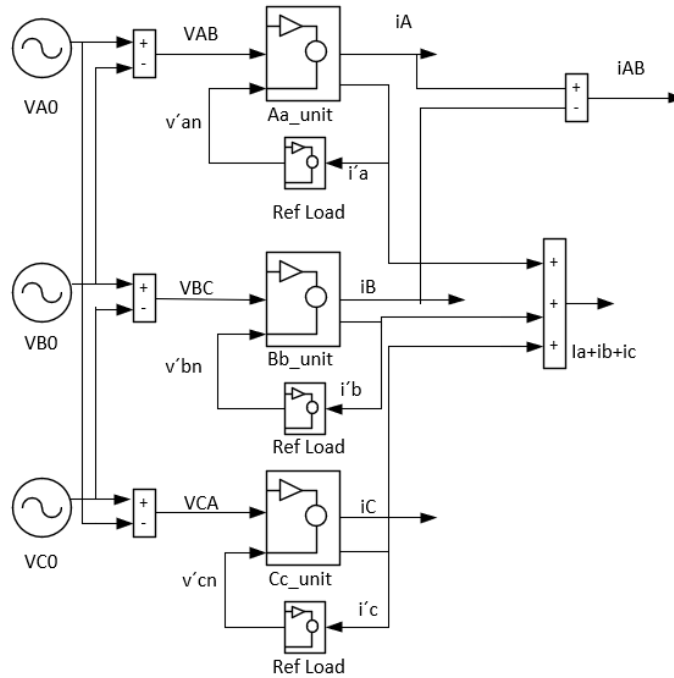 VA0
+
-
VAB
Aa_unit
iA
v´an
i´a
Ref Load
+
-
iAB
VB0
+
-
VBC
Bb_unit
iB
v´bn
i´b
Ref Load
+
+
+
Ia+ib+ic
VC0
+
-
VCA
Cc_unit
iC
v´cn
i´c
Ref Load